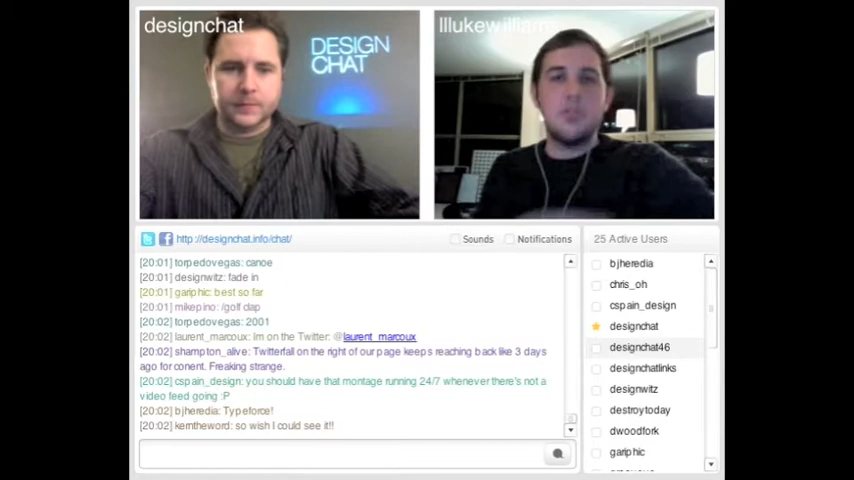 designchat
lllukewilliams
DESIGN
CHAT
http://designchat.info/chat/
Sounds
Notifications
25 Active Users
[20:01] torpedovegas: canoe
[20:01] designwitz: fade in
[20:01] gariphic: best so far
[20:01] mikepino: /golf clap
[20:02] torpedovegas: 2001
[20:02] laurent_marcoux: Im on the Twitter: @laurent_marcoux
[20:02] shampton_alive: Twitterfall on the right of our page keeps reaching back like 3 days
ago for conent. Freaking strange.
[20:02] cspain_design: you should have that montage running 24/7 whenever there's not a
video feed going :P
[20:02] bjheredia: Typeforce!
[20:02] kerntheword: so wish I could see it!!
bjheredia
chris_oh
cspain_design
designchat
designchat46
designchatlinks
designwitz
destroytoday
dwoodfork
gariphic